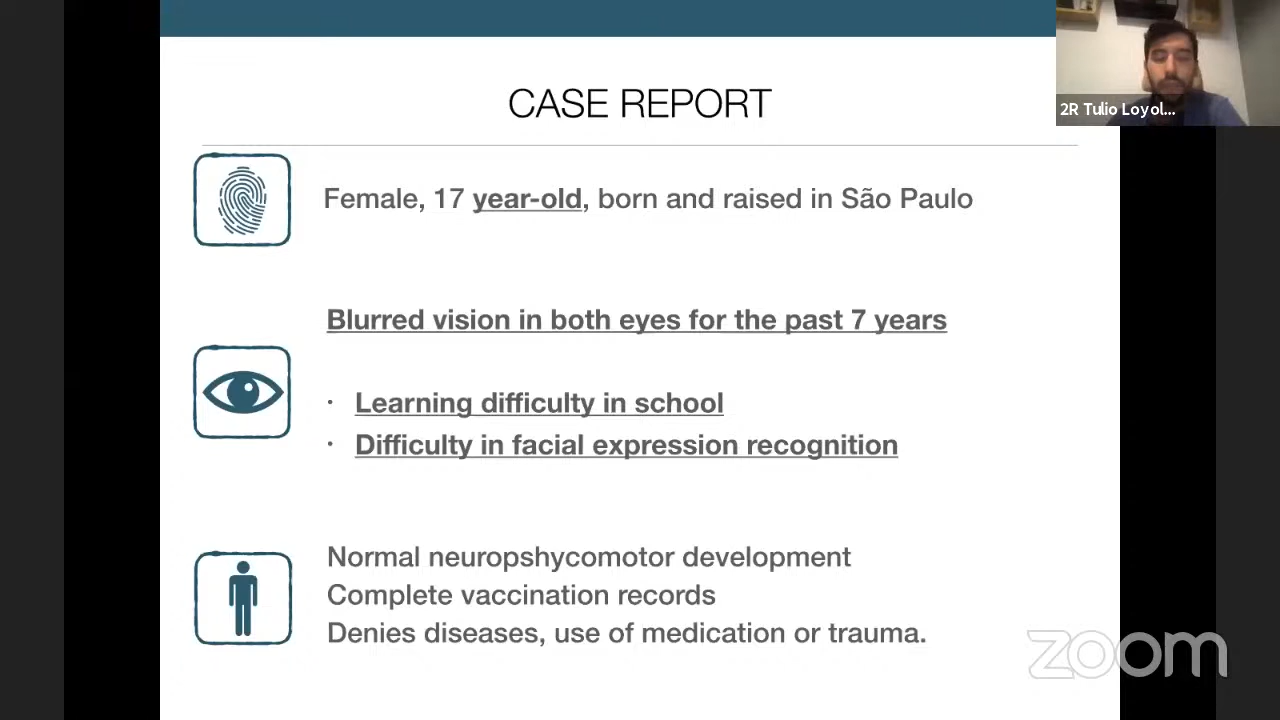 CASE REPORT
2R Tulio Loyol...
Female, 17 year-old, born and raised in São Paulo
Blurred vision in both eyes for the past 7 years
· Learning difficulty in school
· Difficulty in facial expression recognition
Normal neuropshycomotor development
Complete vaccination records
Denies diseases, use of medication or trauma.
zoom